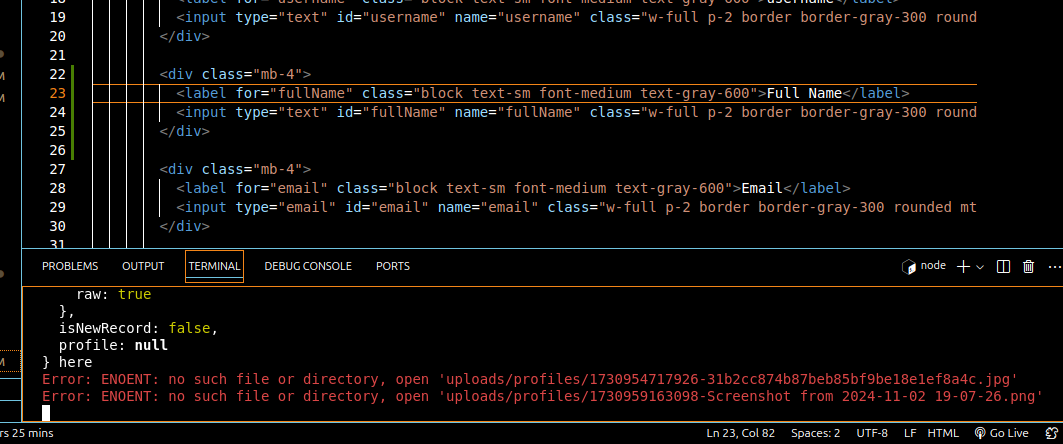 18 <label for="username" class="block text-sm font-medium text-gray-600">Username</label>
19 <input type="text" id="username" name="username" class="w-full p-2 border border-gray-300 round
20 </div>
21
22 <div class="mb-4">
23 <label for="fullName" class="block text-sm font-medium text-gray-600">Full Name</label>
24 <input type="text" id="fullName" name="fullName" class="w-full p-2 border border-gray-300 round
25 </div>
26
27 <div class="mb-4">
28 <label for="email" class="block text-sm font-medium text-gray-600">Email</label>
29 <input type="email" id="email" name="email" class="w-full p-2 border border-gray-300 rounded mt
30 </div>
31
PROBLEMS OUTPUT TERMINAL DEBUG CONSOLE PORTS node
raw: true
},
isNewRecord: false,
profile: null
} here
Error: ENOENT: no such file or directory, open 'uploads/profiles/1730954717926-31b2cc874b87beb85bf9be18e1ef8a4c.jpg'
Error: ENOENT: no such file or directory, open 'uploads/profiles/1730959163098-Screenshot from 2024-11-02 19-07-26.png'
rs 25 mins Ln 23, Col 82 Spaces: 2 UTF-8 LF HTML Go Live